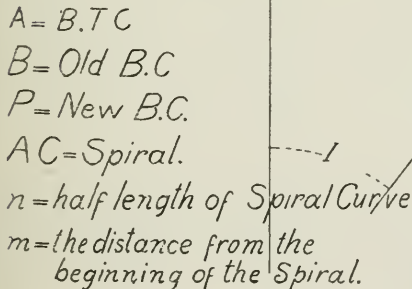 A = B.T C
B = Old B.C
P = New B.C.
A C = Spiral.
I
n = half length of Spiral Curve
m = the distance from the
beginning of the Spiral.